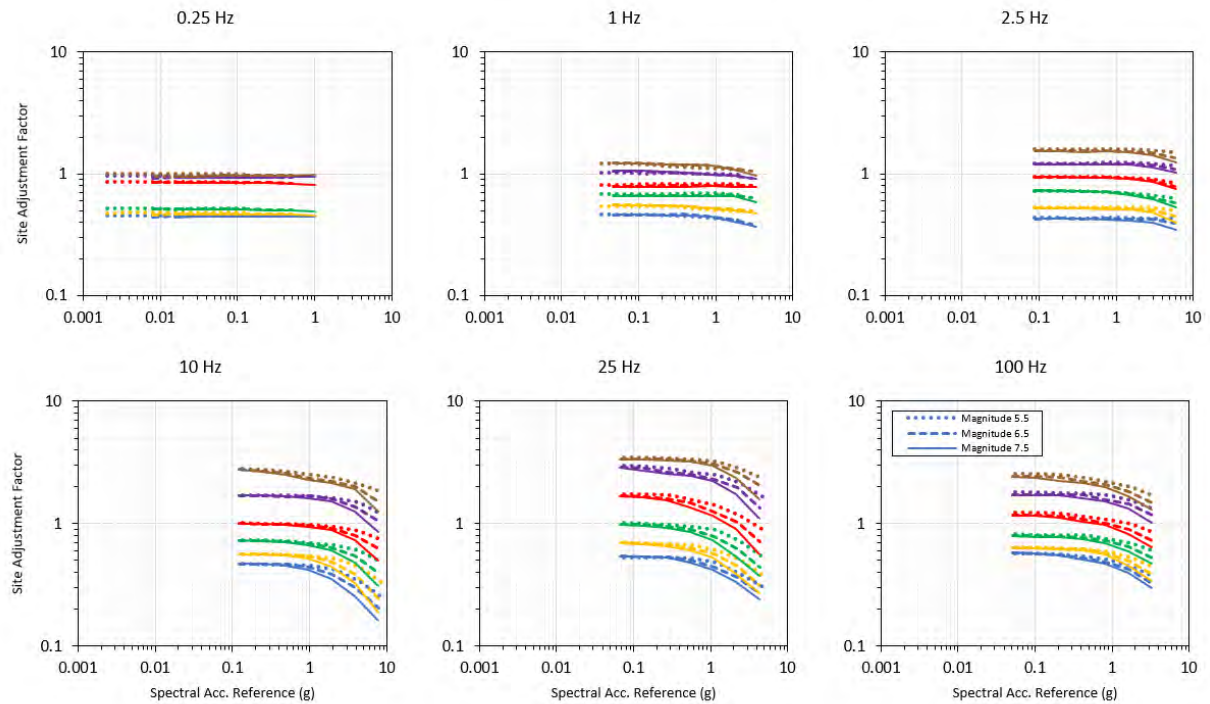 0.25 Hz
1 Hz
2.5 Hz
Site Adjustment Factor
10
1
0.1
0.001 0.01 0.1 1 10
10
1
0.1
0.001 0.01 0.1 1 10
10
1
0.1
0.001 0.01 0.1 1 10
10 Hz
25 Hz
100 Hz
Site Adjustment Factor
10
1
0.1
0.001 0.01 0.1 1 10
Spectral Acc. Reference (g)
10
1
0.1
0.001 0.01 0.1 1 10
Spectral Acc. Reference (g)
10
1
0.1
Magnitude 5.5
Magnitude 6.5
Magnitude 7.5
0.001 0.01 0.1 1 10
Spectral Acc. Reference (g)